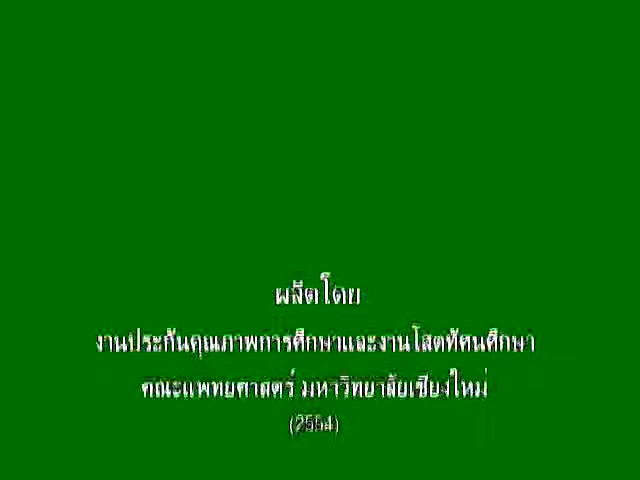 ผลิตโดย
งานประกันคุณภาพการศึกษาและงานโสตทัศนศึกษา
คณะแพทยศาสตร์ มหาวิทยาลัยเชียงใหม่
(2554)